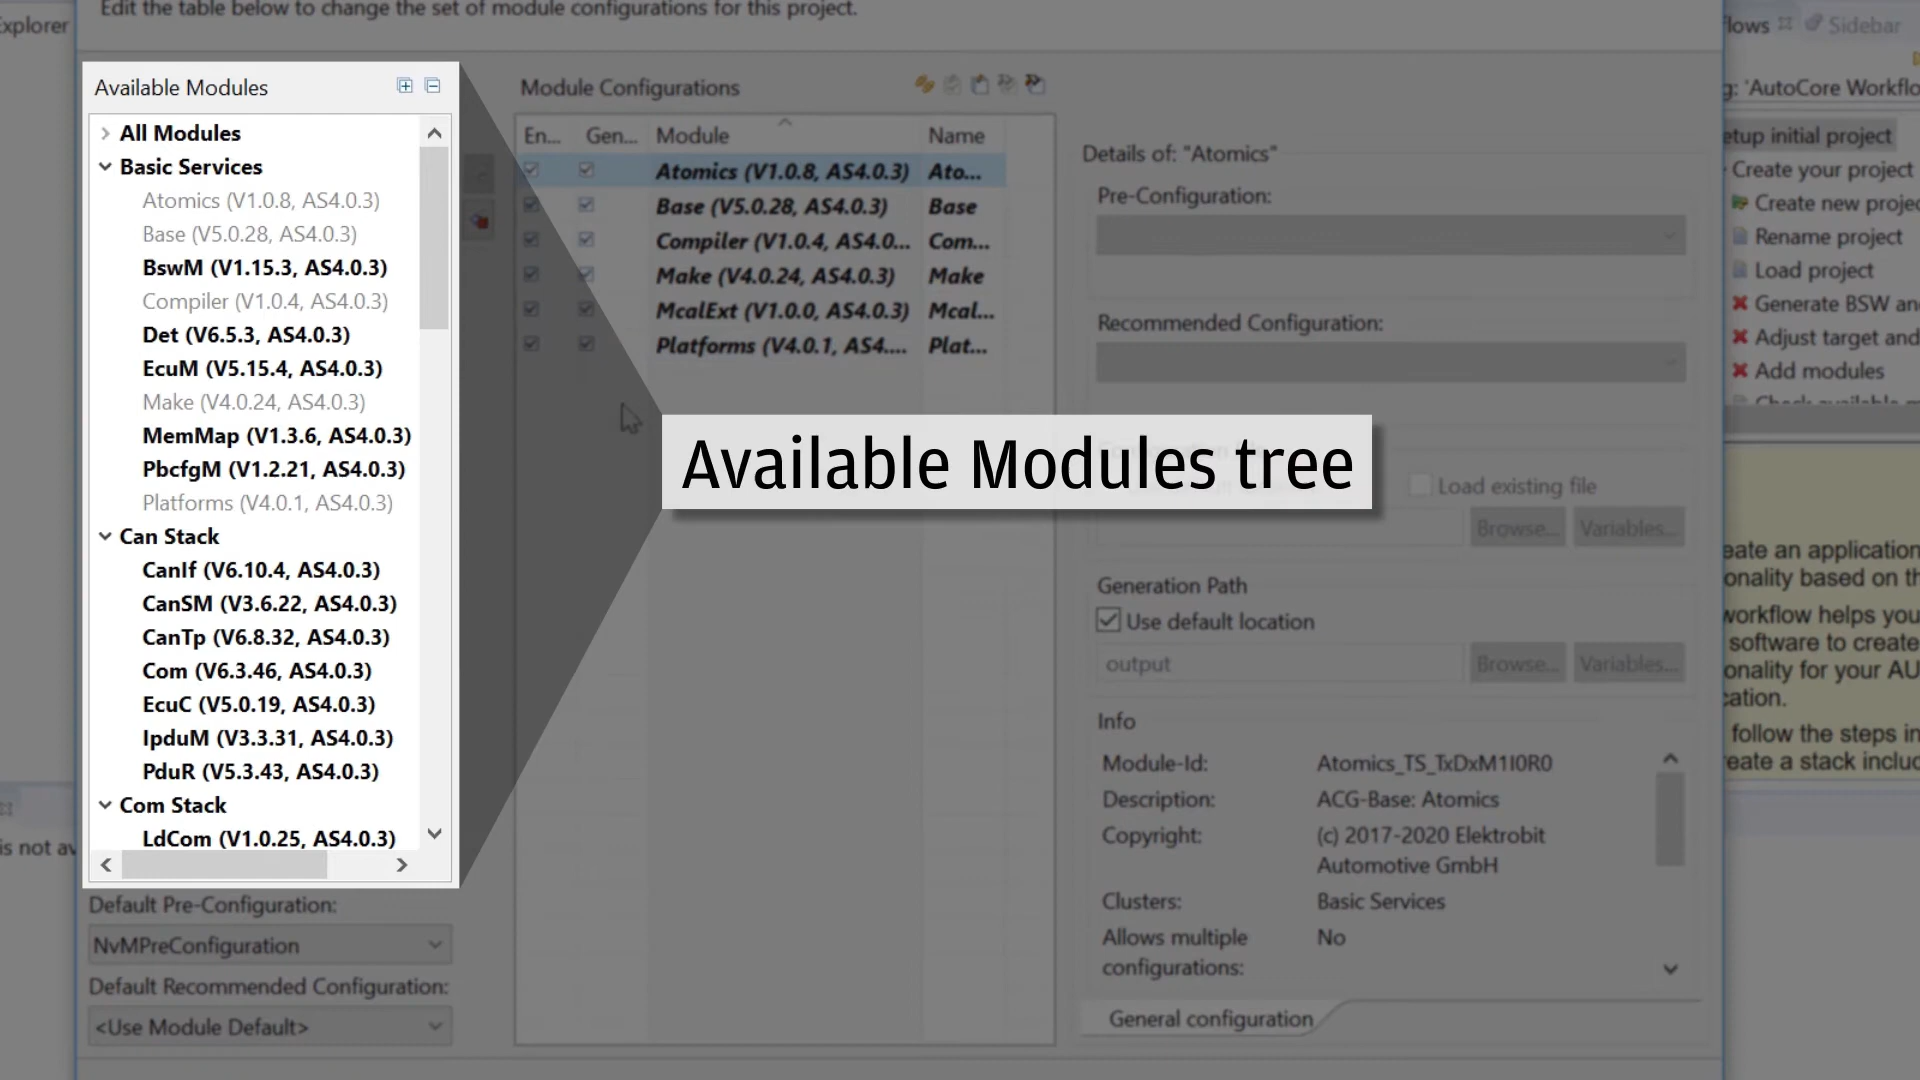 Edit the table below to change the set of module configurations for this project.
Explorer
Available Modules
All Modules
Basic Services
Atomics (V1.0.8, AS4.0.3)
Base (V5.0.28, AS4.0.3)
BswM (V1.15.3, AS4.0.3)
Compiler (V1.0.4, AS4.0.3)
Det (V6.5.3, AS4.0.3)
EcuM (V5.15.4, AS4.0.3)
Make (V4.0.24, AS4.0.3)
MemMap (V1.3.6, AS4.0.3)
PbcfgM (V1.2.21, AS4.0.3)
Platforms (V4.0.1, AS4.0.3)
Can Stack
CanIf (V6.10.4, AS4.0.3)
CanSM (V3.6.22, AS4.0.3)
CanTp (V6.8.32, AS4.0.3)
Com (V6.3.46, AS4.0.3)
EcuC (V5.0.19, AS4.0.3)
IpduM (V3.3.31, AS4.0.3)
PduR (V5.3.43, AS4.0.3)
Com Stack
LdCom (V1.0.25, AS4.0.3)
is not av
Default Pre-Configuration:
NvMPreConfiguration
Default Recommended Configuration:
<Use Module Default>
Module Configurations
En... Gen... Module Name
Atomics (V1.0.8, AS4.0.3) Ato...
Base (V5.0.28, AS4.0.3) Base
Compiler (V1.0.4, AS4.0... Com...
Make (V4.0.24, AS4.0.3) Make
McalExt (V1.0.0, AS4.0.3) Mcal...
Platforms (V4.0.1, AS4.... Plat...
Available Modules tree
Details of: "Atomics"
Pre-Configuration:
Recommended Configuration:
Load existing file
Browse... Variables...
Generation Path
Use default location
output
Browse... Variables...
Info
Module-Id: Atomics_TS_TxDxM1I0R0
Description: ACG-Base: Atomics
Copyright: (c) 2017-2020 Elektrobit
Automotive GmbH
Clusters: Basic Services
Allows multiple No
configurations:
General configuration
flows Sidebar
g: 'AutoCore Workflo
etup initial project
Create your project
Create new projec
Rename project
Load project
Generate BSW and
Adjust target and
Add modules
eate an application
onality based on th
workflow helps you
software to create
onality for your AU
cation.
follow the steps in
eate a stack includ